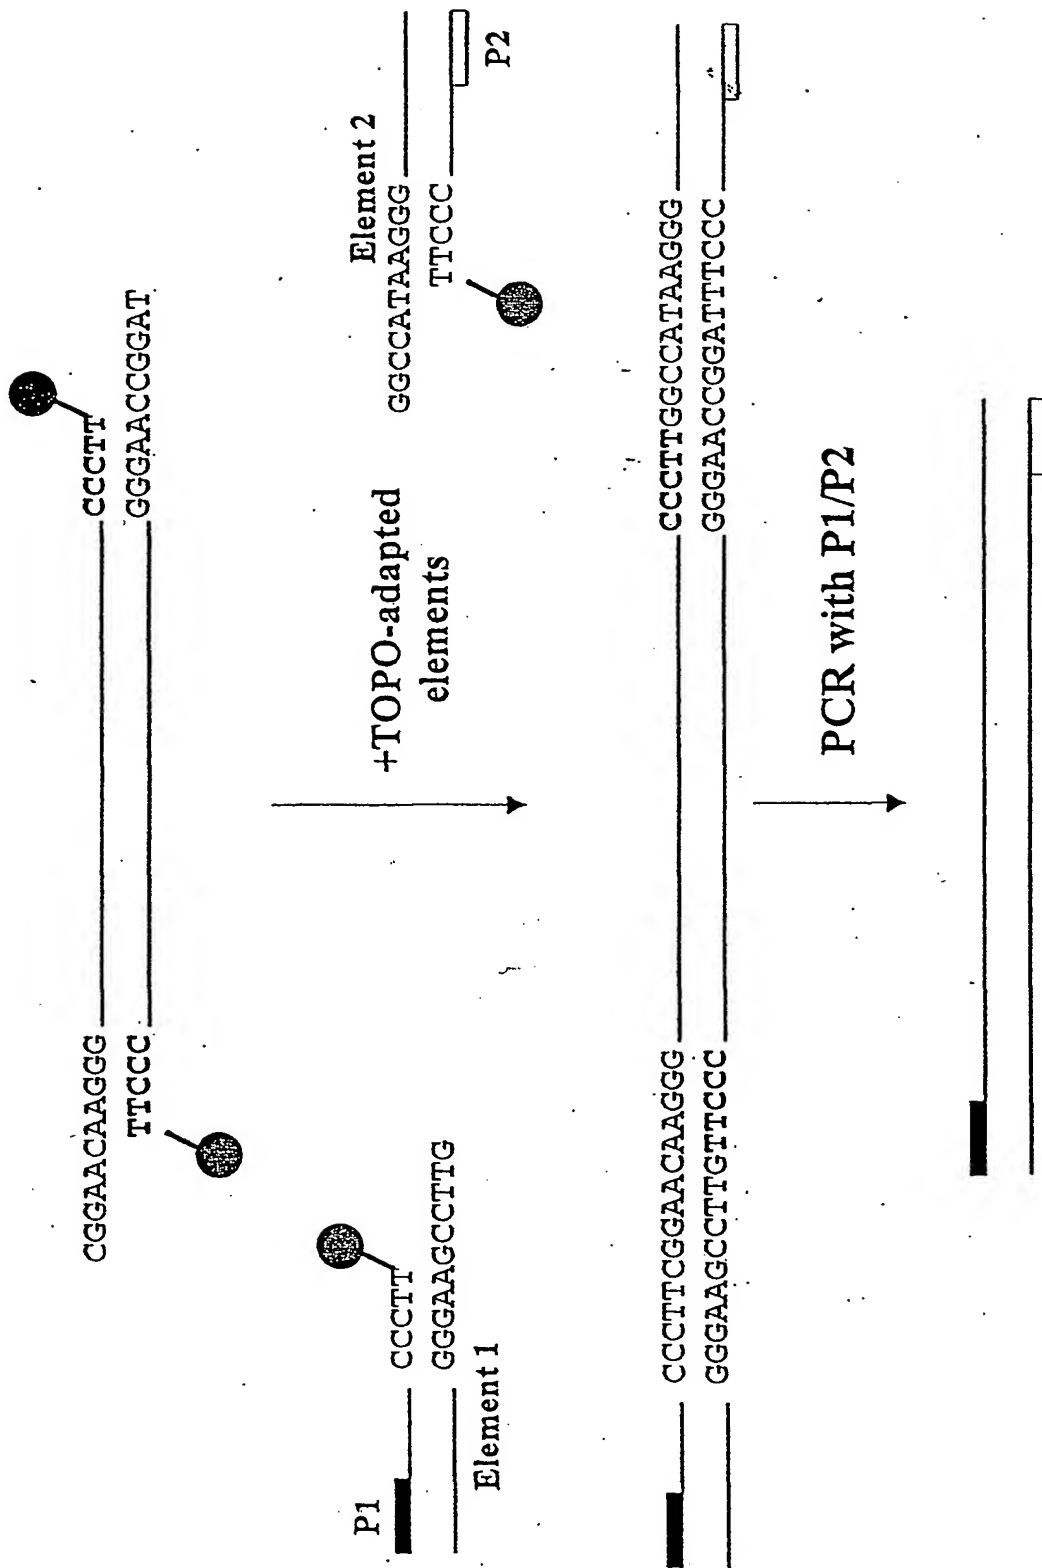 CGGAACAAGGG CCCTT
TTCCC GGGAACCGGAT
+TOPO-adapted
elements
P1 CCCTT
GGGAAGCCTTG
Element 1
Element 2
GGCCATAAGGG
TTCCC
P2
CCCTTCGGAACAAGGG CCCTTGGCCATAAGGG
GGGAAGCCTTGTTCCC GGGAACCGGATTTCCC
PCR with P1/P2